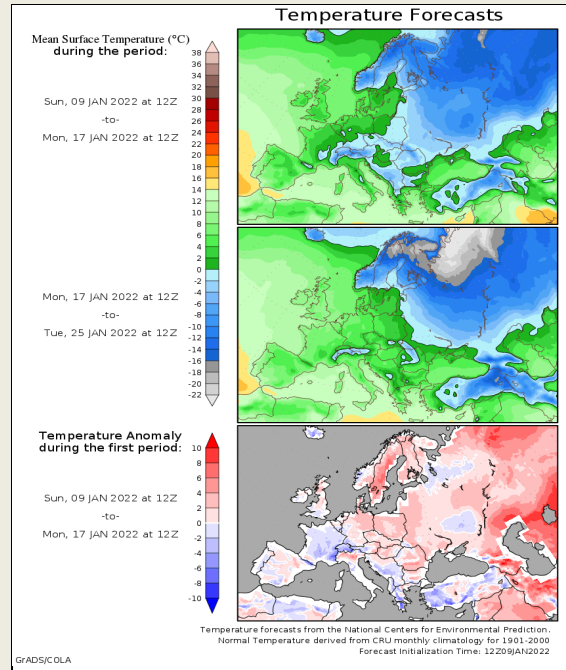 Temperature Forecasts
Mean Surface Temperature (°C)
during the period:
Sun, 09 JAN 2022 at 12Z
-to-
Mon, 17 JAN 2022 at 12Z
38
36
34
32
30
28
26
24
22
20
18
16
14
12
10
8
6
4
2
0
-2
-4
-6
-8
-10
-12
-14
-16
-18
-20
-22
Mon, 17 JAN 2022 at 12Z
-to-
Tue, 25 JAN 2022 at 12Z
Temperature Anomaly
during the first period:
Sun, 09 JAN 2022 at 12Z
-to-
Mon, 17 JAN 2022 at 12Z
10
8
6
4
2
0
-2
-4
-6
-8
-10
Temperature forecasts from the National Centers for Environmental Prediction.
Normal Temperature derived from CRU monthly climatology for 1901-2000
Forecast Initialization Time: 12Z09JAN2022
GrADS/COLA